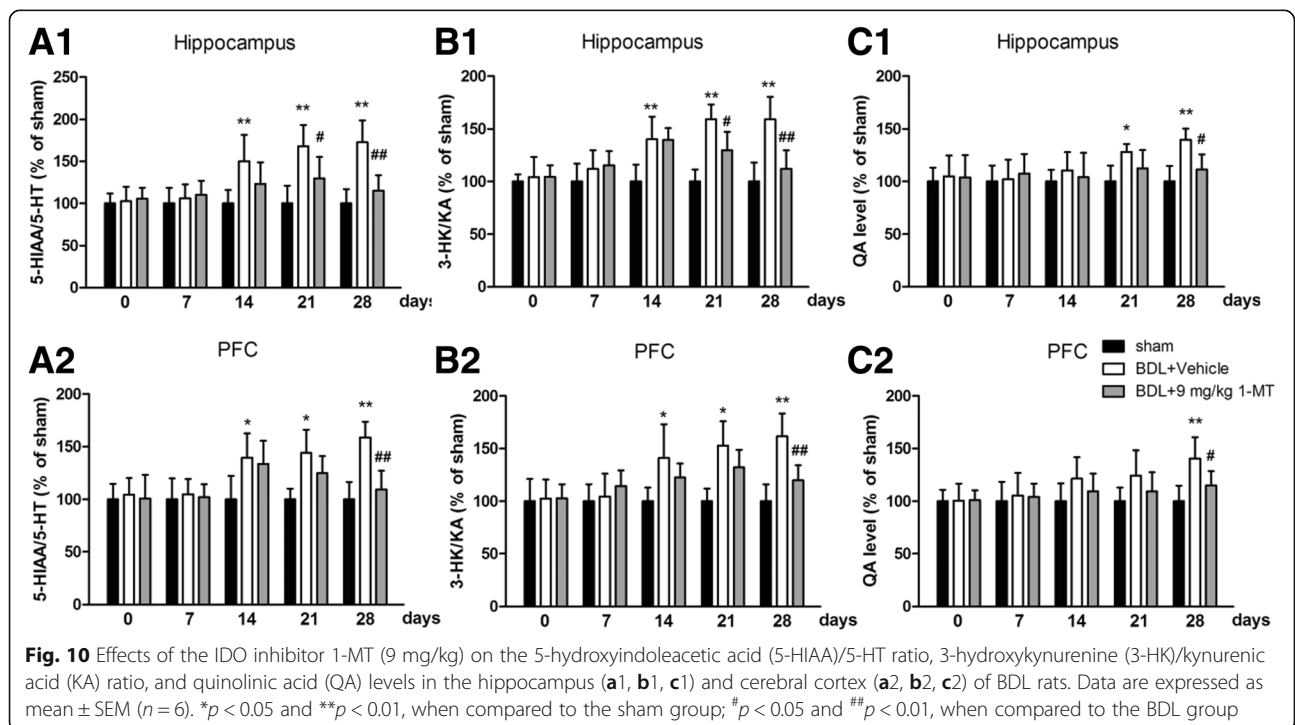 A1
Hippocampus
5-HIAA/5-HT (% of sham)
250
200
150
100
50
0
**
**
#
**
##
0 7 14 21 28 days
B1
Hippocampus
3-HK/KA (% of sham)
200
150
100
50
0
**
**
#
**
##
0 7 14 21 28 days
C1
Hippocampus
QA level (% of sham)
200
150
100
50
0
*
**
#
0 7 14 21 28 days
A2
PFC
5-HIAA/5-HT (% of sham)
200
150
100
50
0
*
*
**
##
0 7 14 21 28 days
B2
PFC
3-HK/KA (% of sham)
200
150
100
50
0
*
*
**
##
0 7 14 21 28 days
C2
PFC
sham
BDL+Vehicle
BDL+9 mg/kg 1-MT
QA level (% of sham)
200
150
100
50
0
**
#
0 7 14 21 28 days
Fig. 10 Effects of the IDO inhibitor 1-MT (9 mg/kg) on the 5-hydroxyindoleacetic acid (5-HIAA)/5-HT ratio, 3-hydroxykynurenine (3-HK)/kynurenic
acid (KA) ratio, and quinolinic acid (QA) levels in the hippocampus (a1, b1, c1) and cerebral cortex (a2, b2, c2) of BDL rats. Data are expressed as
mean ± SEM (n = 6). *p < 0.05 and **p < 0.01, when compared to the sham group; #p < 0.05 and ##p < 0.01, when compared to the BDL group